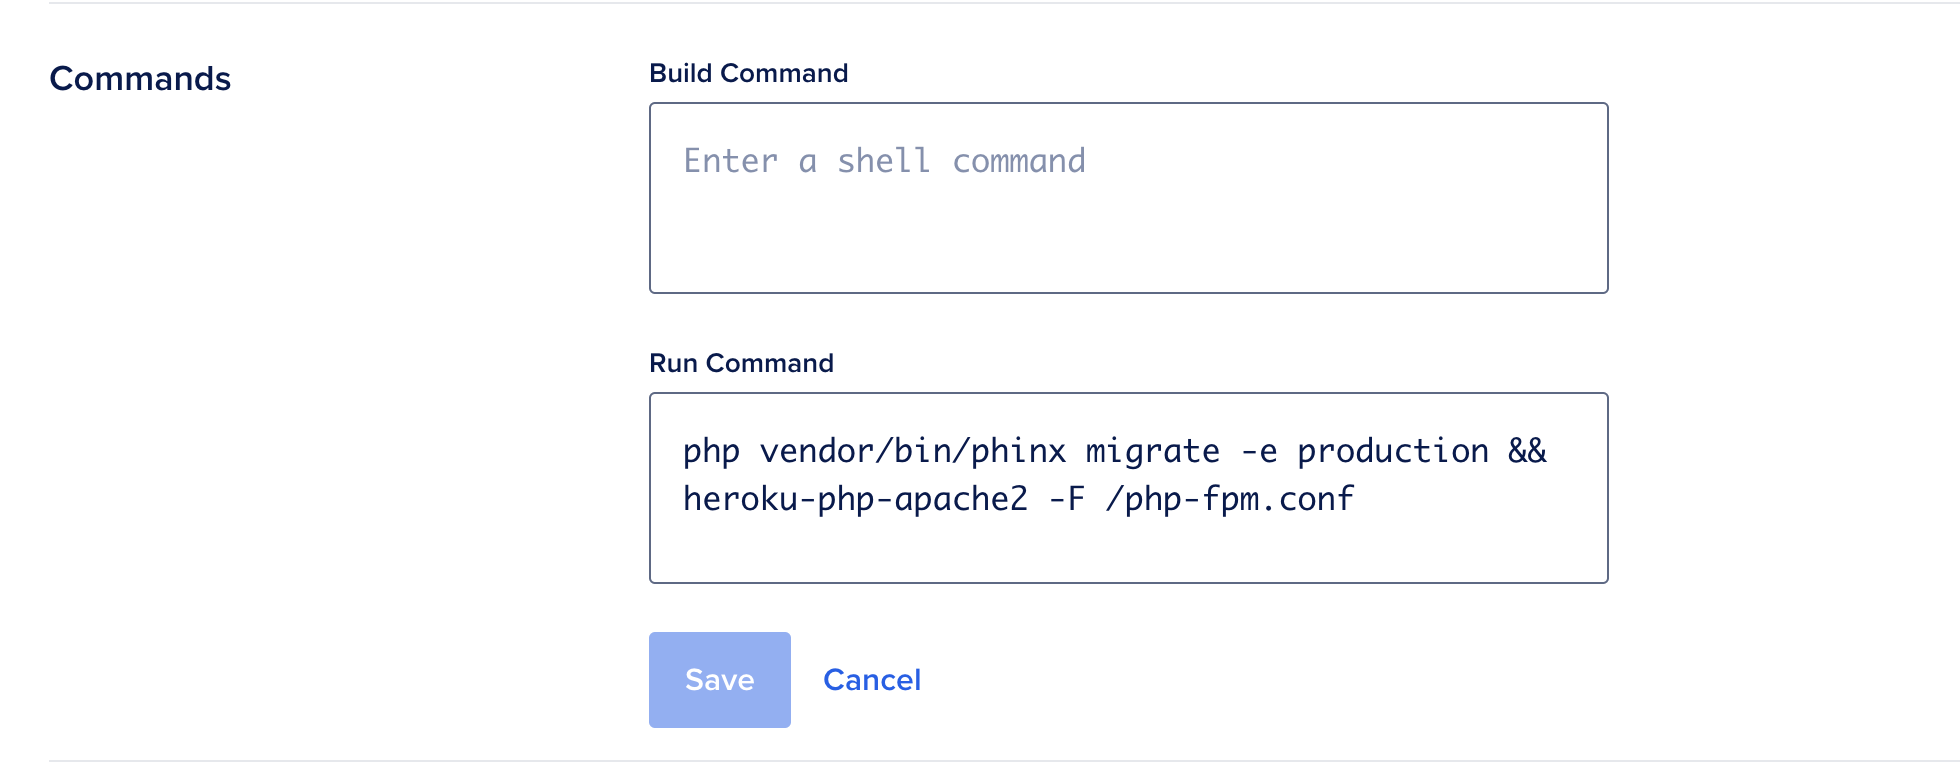 Commands
Build Command
Enter a shell command
Run Command
php vendor/bin/phinx migrate -e production &&
heroku-php-apache2 -F /php-fpm.conf
Save
Cancel